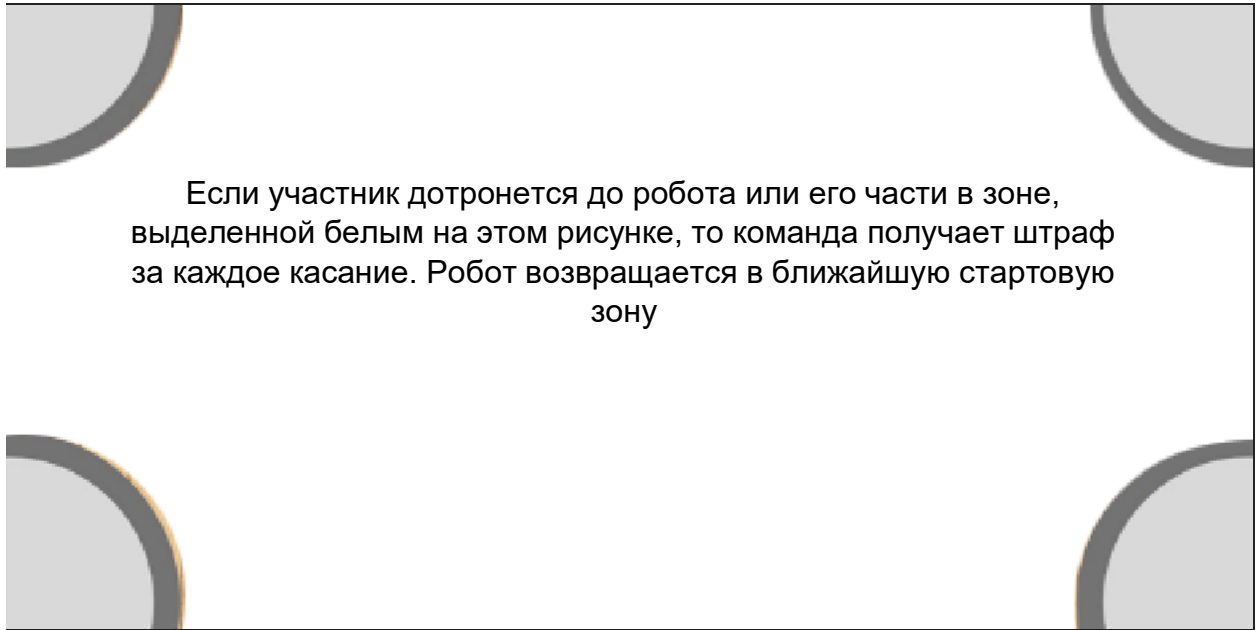 Если участник дотронется до робота или его части в зоне,
выделенной белым на этом рисунке, то команда получает штраф
за каждое касание. Робот возвращается в ближайшую стартовую
зону